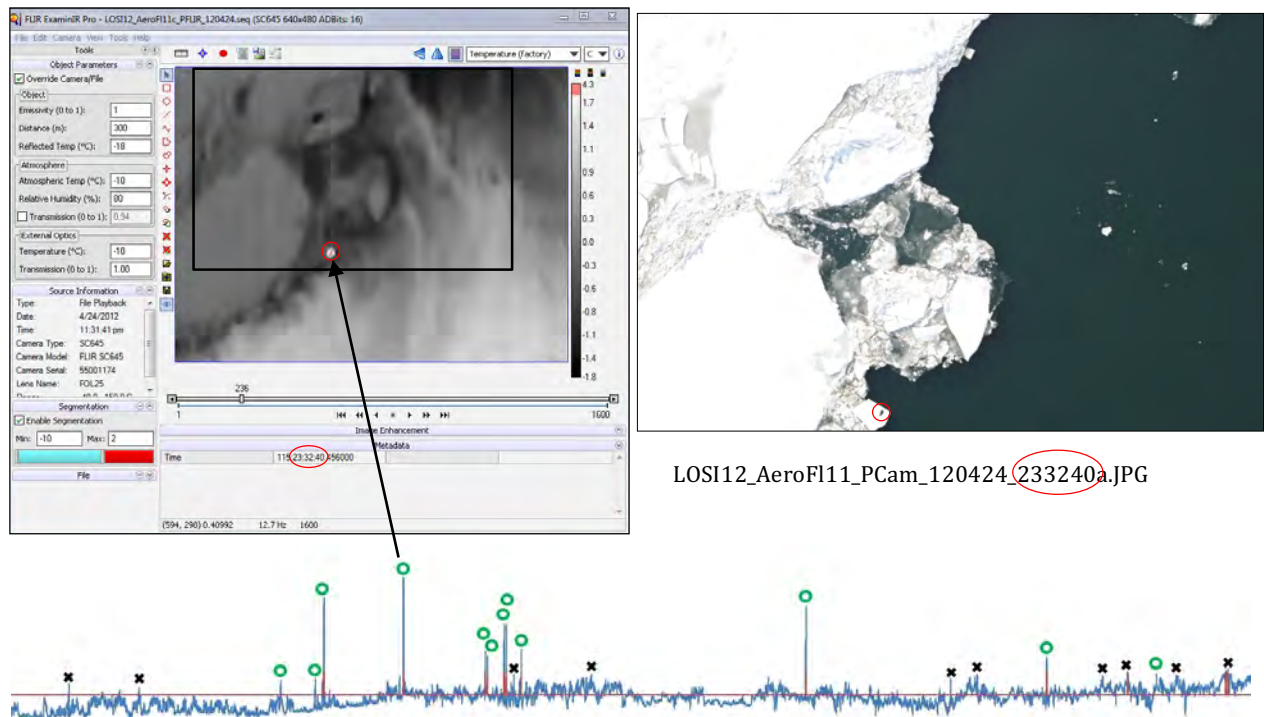 FLIR ExaminIR Pro - LOSI12_AeroFl11c_PFLIR_120424.seq (SC645 640x480 ADBits: 16)
File Edit Camera View Tools Help
Tools
Object Parameters
Override Camera/File
Object
Emissivity (0 to 1): 1
Distance (m): 300
Reflected Temp (°C): -18
Atmosphere
Atmospheric Temp (°C): -10
Relative Humidity (%): 80
Transmission (0 to 1): 0.94
External Optics
Temperature (°C): -10
Transmission (0 to 1): 1.00
Source Information
Type: File Playback
Date: 4/24/2012
Time: 11:31:41 pm
Camera Type: SC645
Camera Model: FLIR SC645
Camera Serial: 55001174
Lens Name: FOL25
Segmentation
Enable Segmentation
Min: -10 Max: 2
File
Temperature (Factory)
C
4.3
1.7
1.4
1.1
0.9
0.6
0.3
0.0
-0.3
-0.6
-0.8
-1.1
-1.4
-1.8
236
1
1600
Image Enhancement
Metadata
Time 115:23:32:40.456000
(594, 290) 0.40992 12.7 Hz 1600
LOSI12_AeroFl11_PCam_120424_233240a.JPG